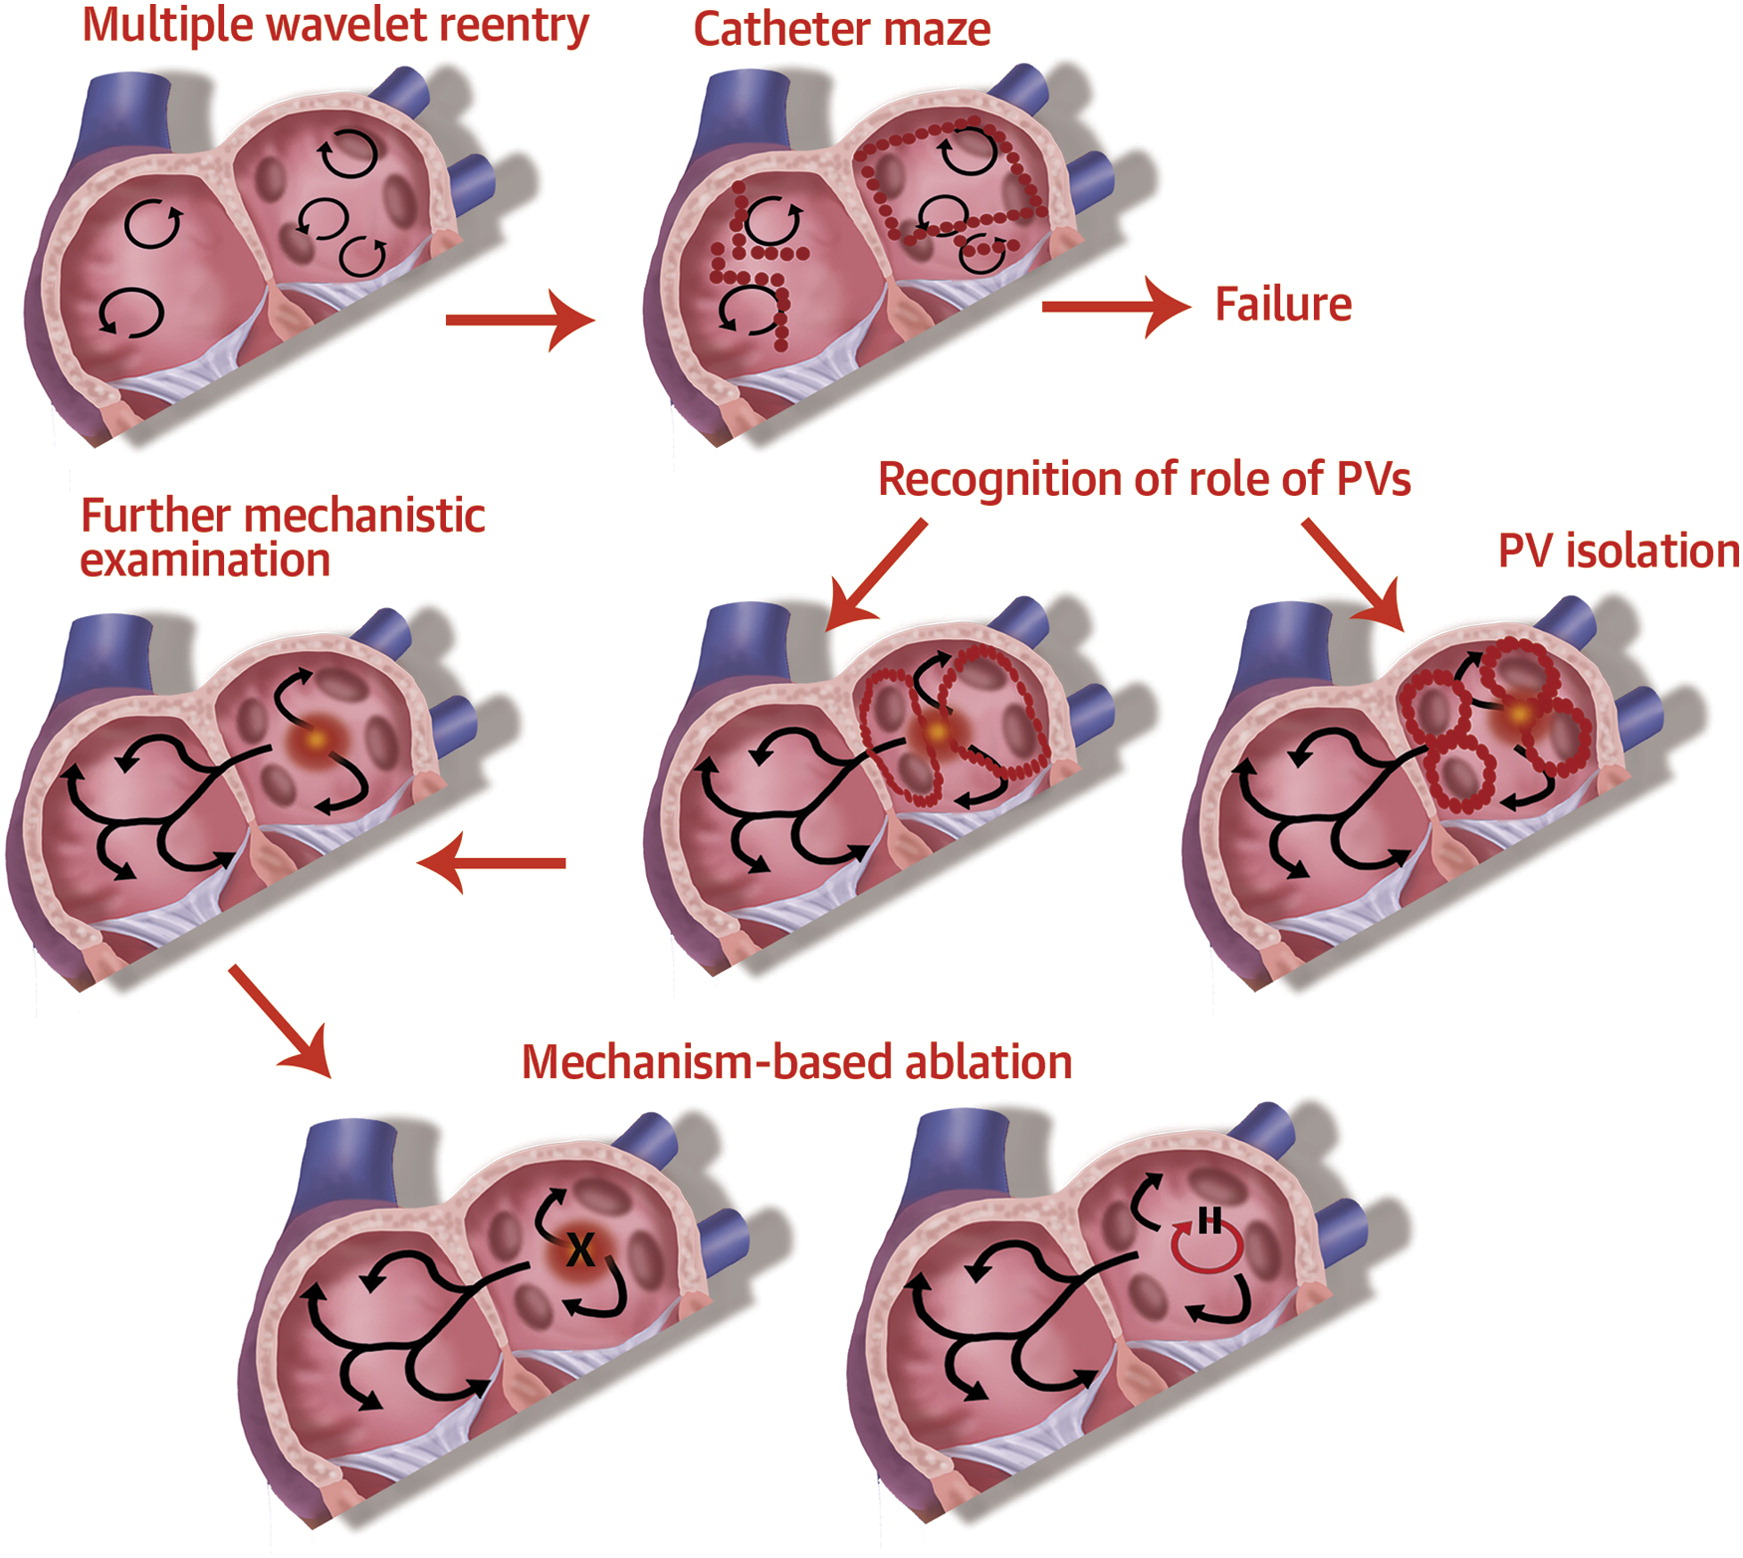 Multiple wavelet reentry
Catheter maze
Failure
Recognition of role of PVs
Further mechanistic
examination
PV isolation
Mechanism-based ablation
X